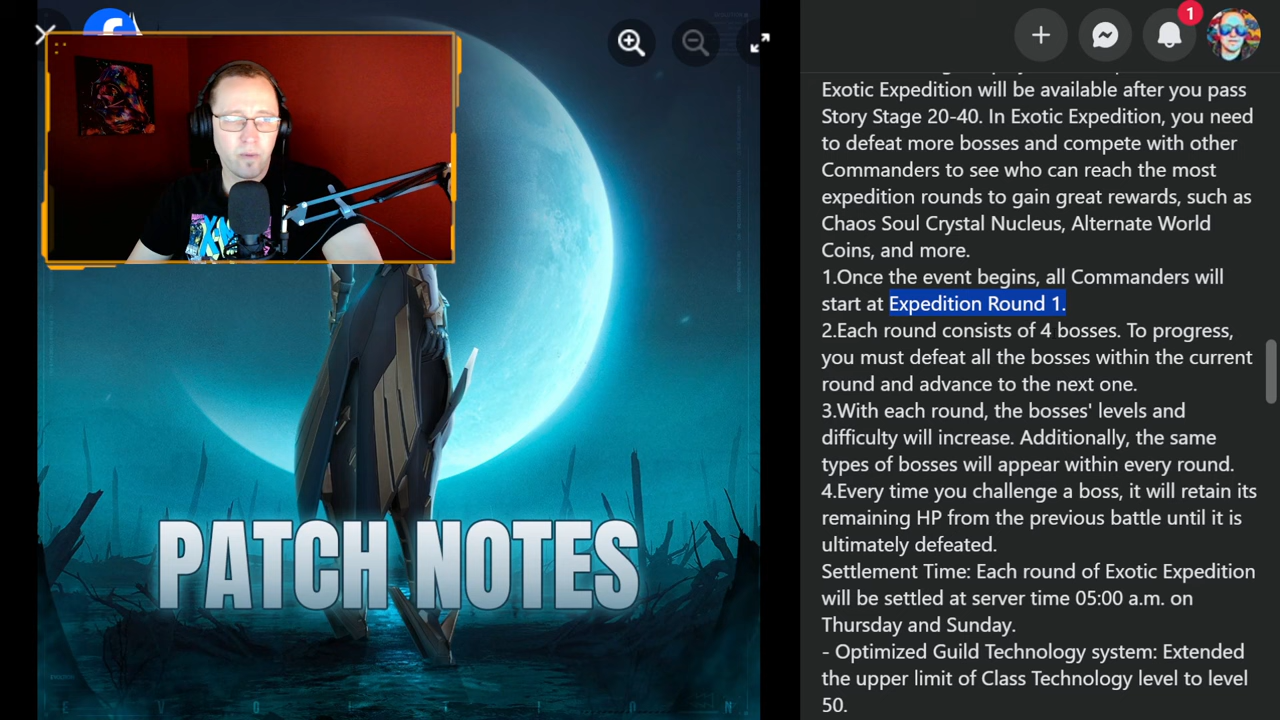 1
Exotic Expedition will be available after you pass
Story Stage 20-40. In Exotic Expedition, you need
to defeat more bosses and compete with other
Commanders to see who can reach the most
expedition rounds to gain great rewards, such as
Chaos Soul Crystal Nucleus, Alternate World
Coins, and more.
1.Once the event begins, all Commanders will
start at Expedition Round 1.
2.Each round consists of 4 bosses. To progress,
you must defeat all the bosses within the current
round and advance to the next one.
3.With each round, the bosses' levels and
difficulty will increase. Additionally, the same
types of bosses will appear within every round.
4.Every time you challenge a boss, it will retain its
remaining HP from the previous battle until it is
ultimately defeated.
Settlement Time: Each round of Exotic Expedition
will be settled at server time 05:00 a.m. on
Thursday and Sunday.
- Optimized Guild Technology system: Extended
the upper limit of Class Technology level to level
50.
PATCH NOTES